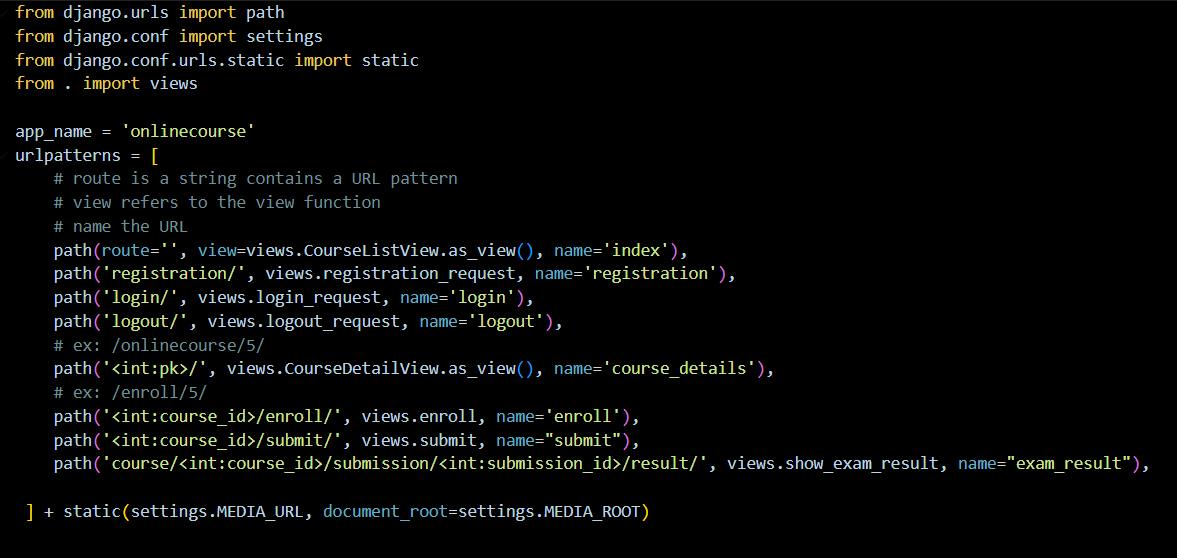 from django.urls import path
from django.conf import settings
from django.conf.urls.static import static
from . import views
app_name = 'onlinecourse'
urlpatterns = [
# route is a string contains a URL pattern
# view refers to the view function
# name the URL
path(route='', view=views.CourseListView.as_view(), name='index'),
path('registration/', views.registration_request, name='registration'),
path('login/', views.login_request, name='login'),
path('logout/', views.logout_request, name='logout'),
# ex: /onlinecourse/5/
path('<int:pk>/', views.CourseDetailView.as_view(), name='course_details'),
# ex: /enroll/5/
path('<int:course_id>/enroll/', views.enroll, name='enroll'),
path('<int:course_id>/submit/', views.submit, name="submit"),
path('course/<int:course_id>/submission/<int:submission_id>/result/', views.show_exam_result, name="exam_result"),
] + static(settings.MEDIA_URL, document_root=settings.MEDIA_ROOT)